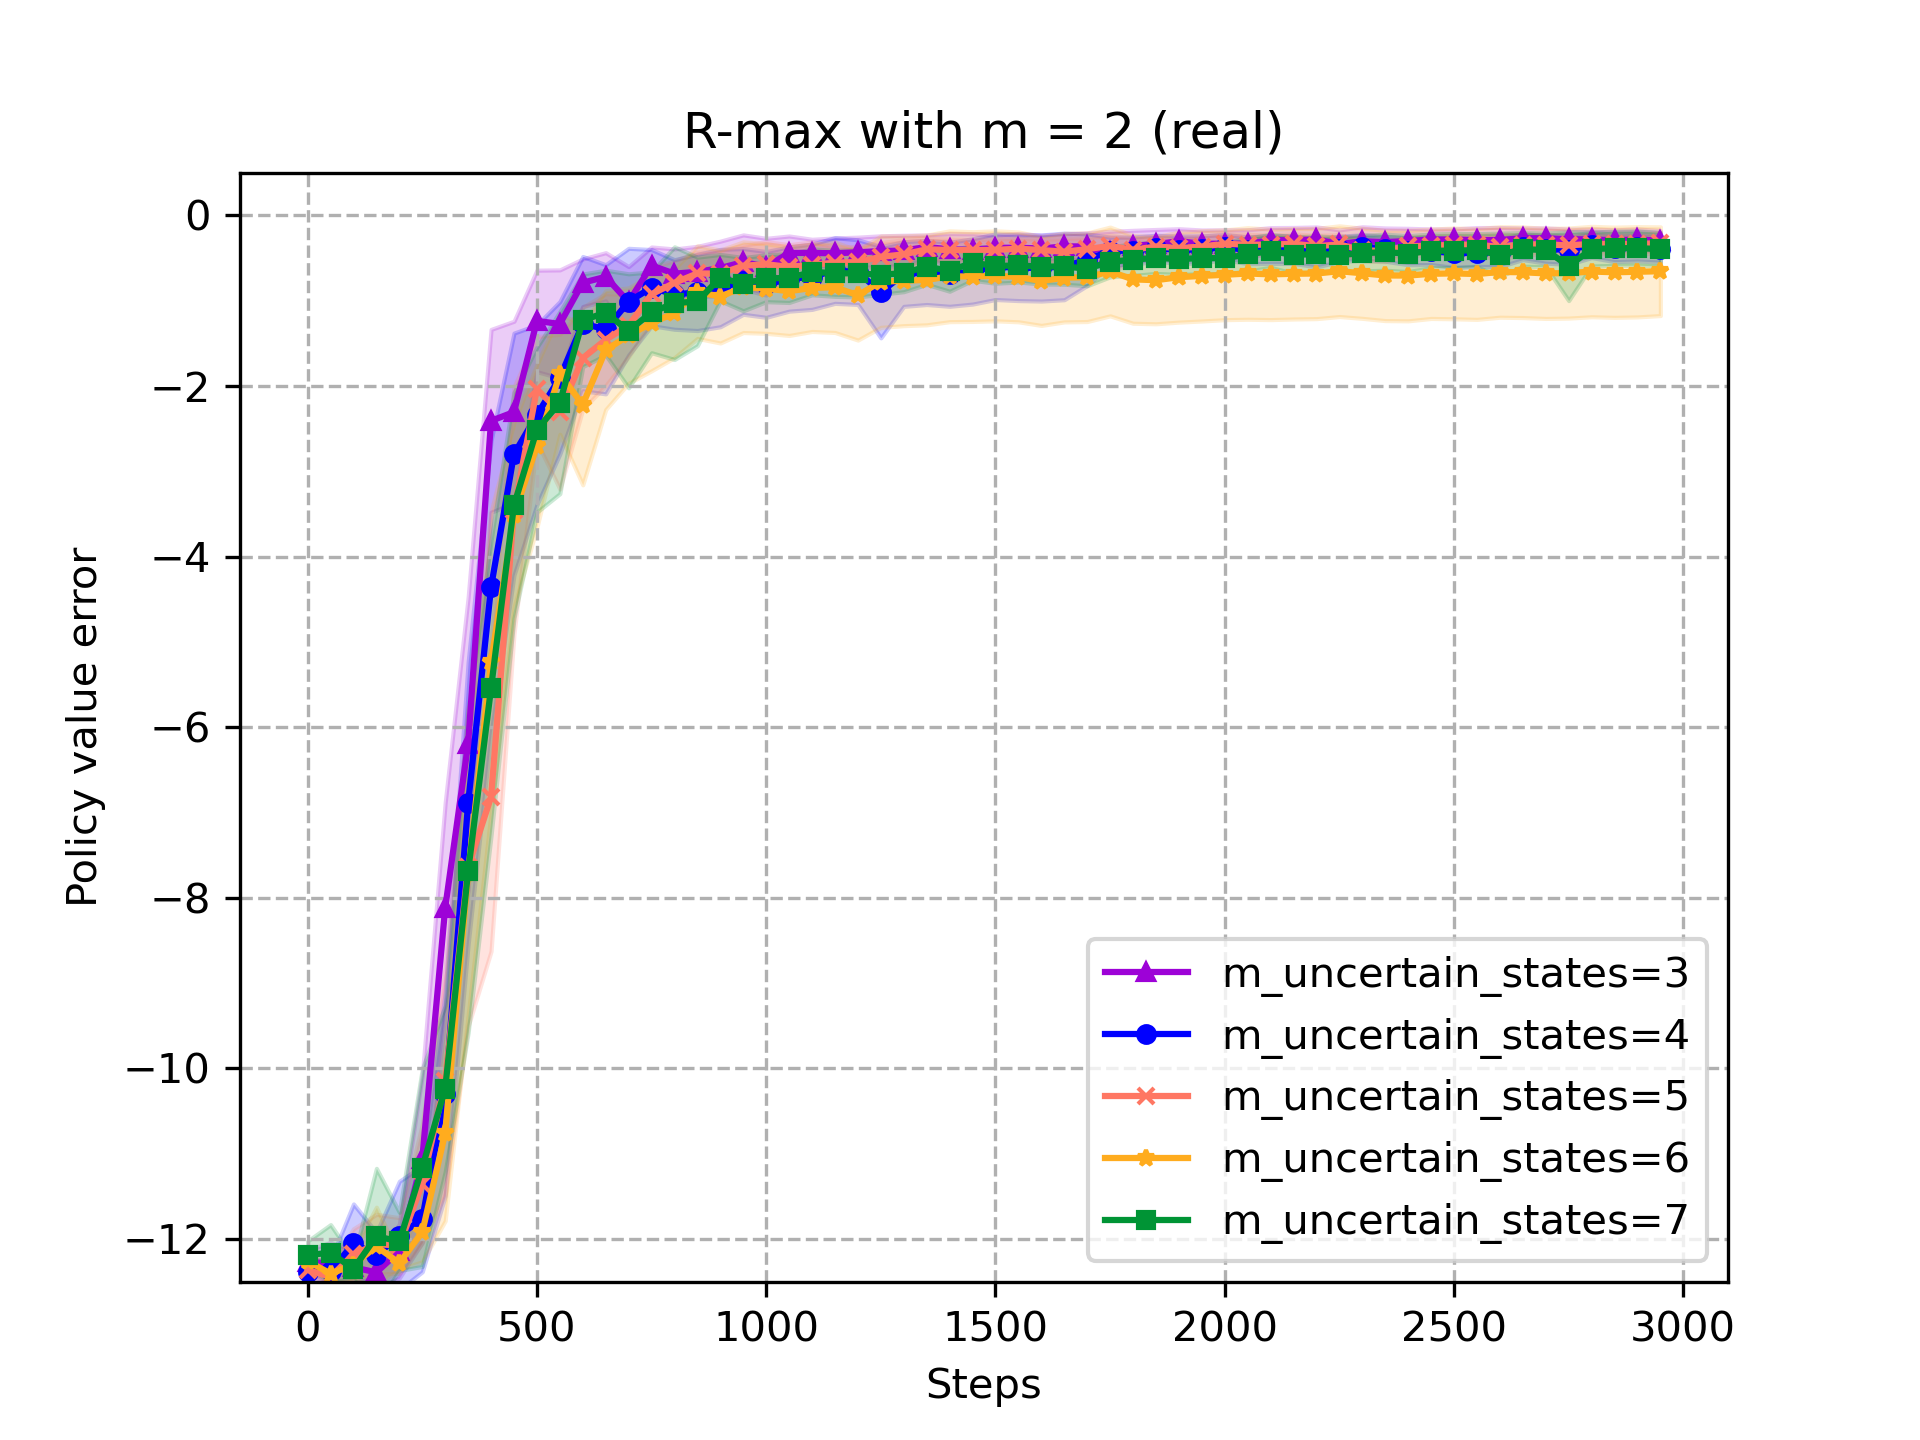 R-max with m = 2 (real)
Policy value error
0
−2
−4
−6
−8
−10
−12
m_uncertain_states=3
m_uncertain_states=4
m_uncertain_states=5
m_uncertain_states=6
m_uncertain_states=7
0 500 1000 1500 2000 2500 3000
Steps